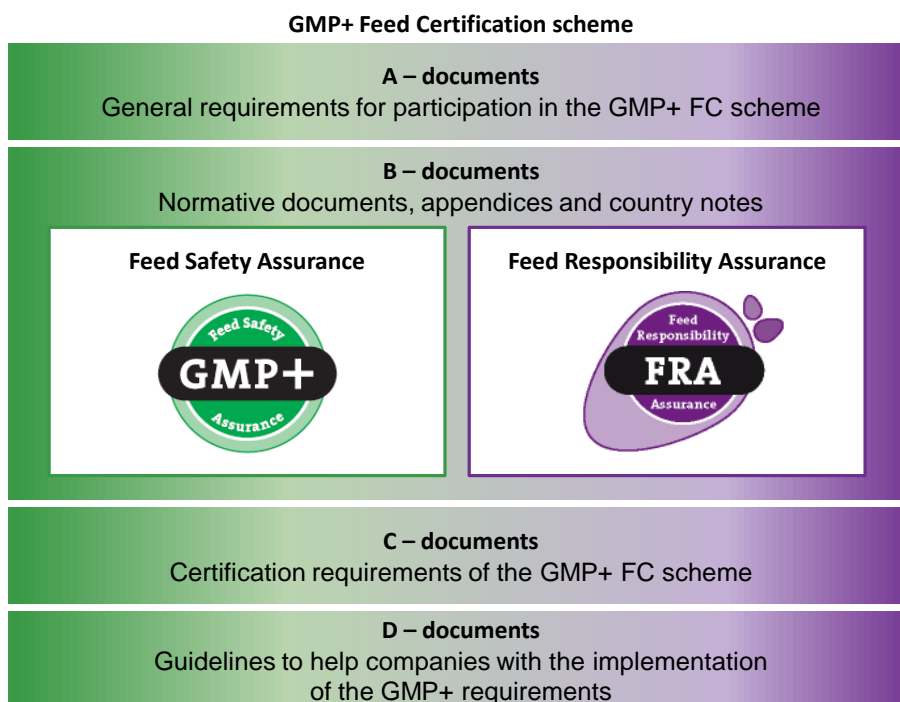 GMP+ Feed Certification scheme
A – documents
General requirements for participation in the GMP+ FC scheme
B – documents
Normative documents, appendices and country notes
Feed Safety Assurance
Feed Safety
GMP+
Assurance
Feed Responsibility Assurance
Feed
Responsibility
FRA
Assurance
C – documents
Certification requirements of the GMP+ FC scheme
D – documents
Guidelines to help companies with the implementation
of the GMP+ requirements